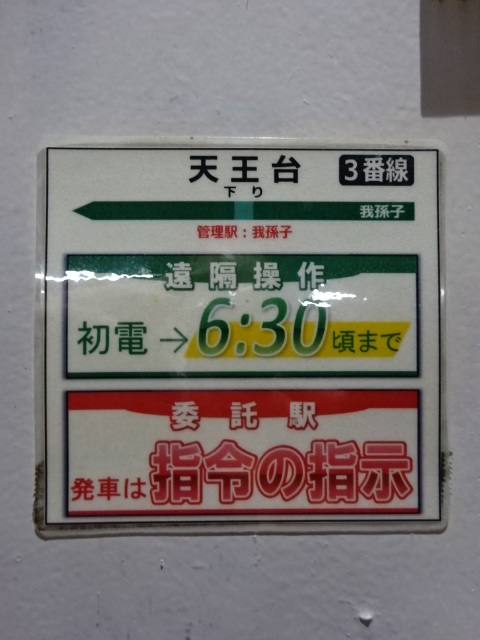 天王台 3番線
下り
我孫子
管理駅：我孫子
遠隔操作
初電→6:30頃まで
委託駅
発車は指令の指示